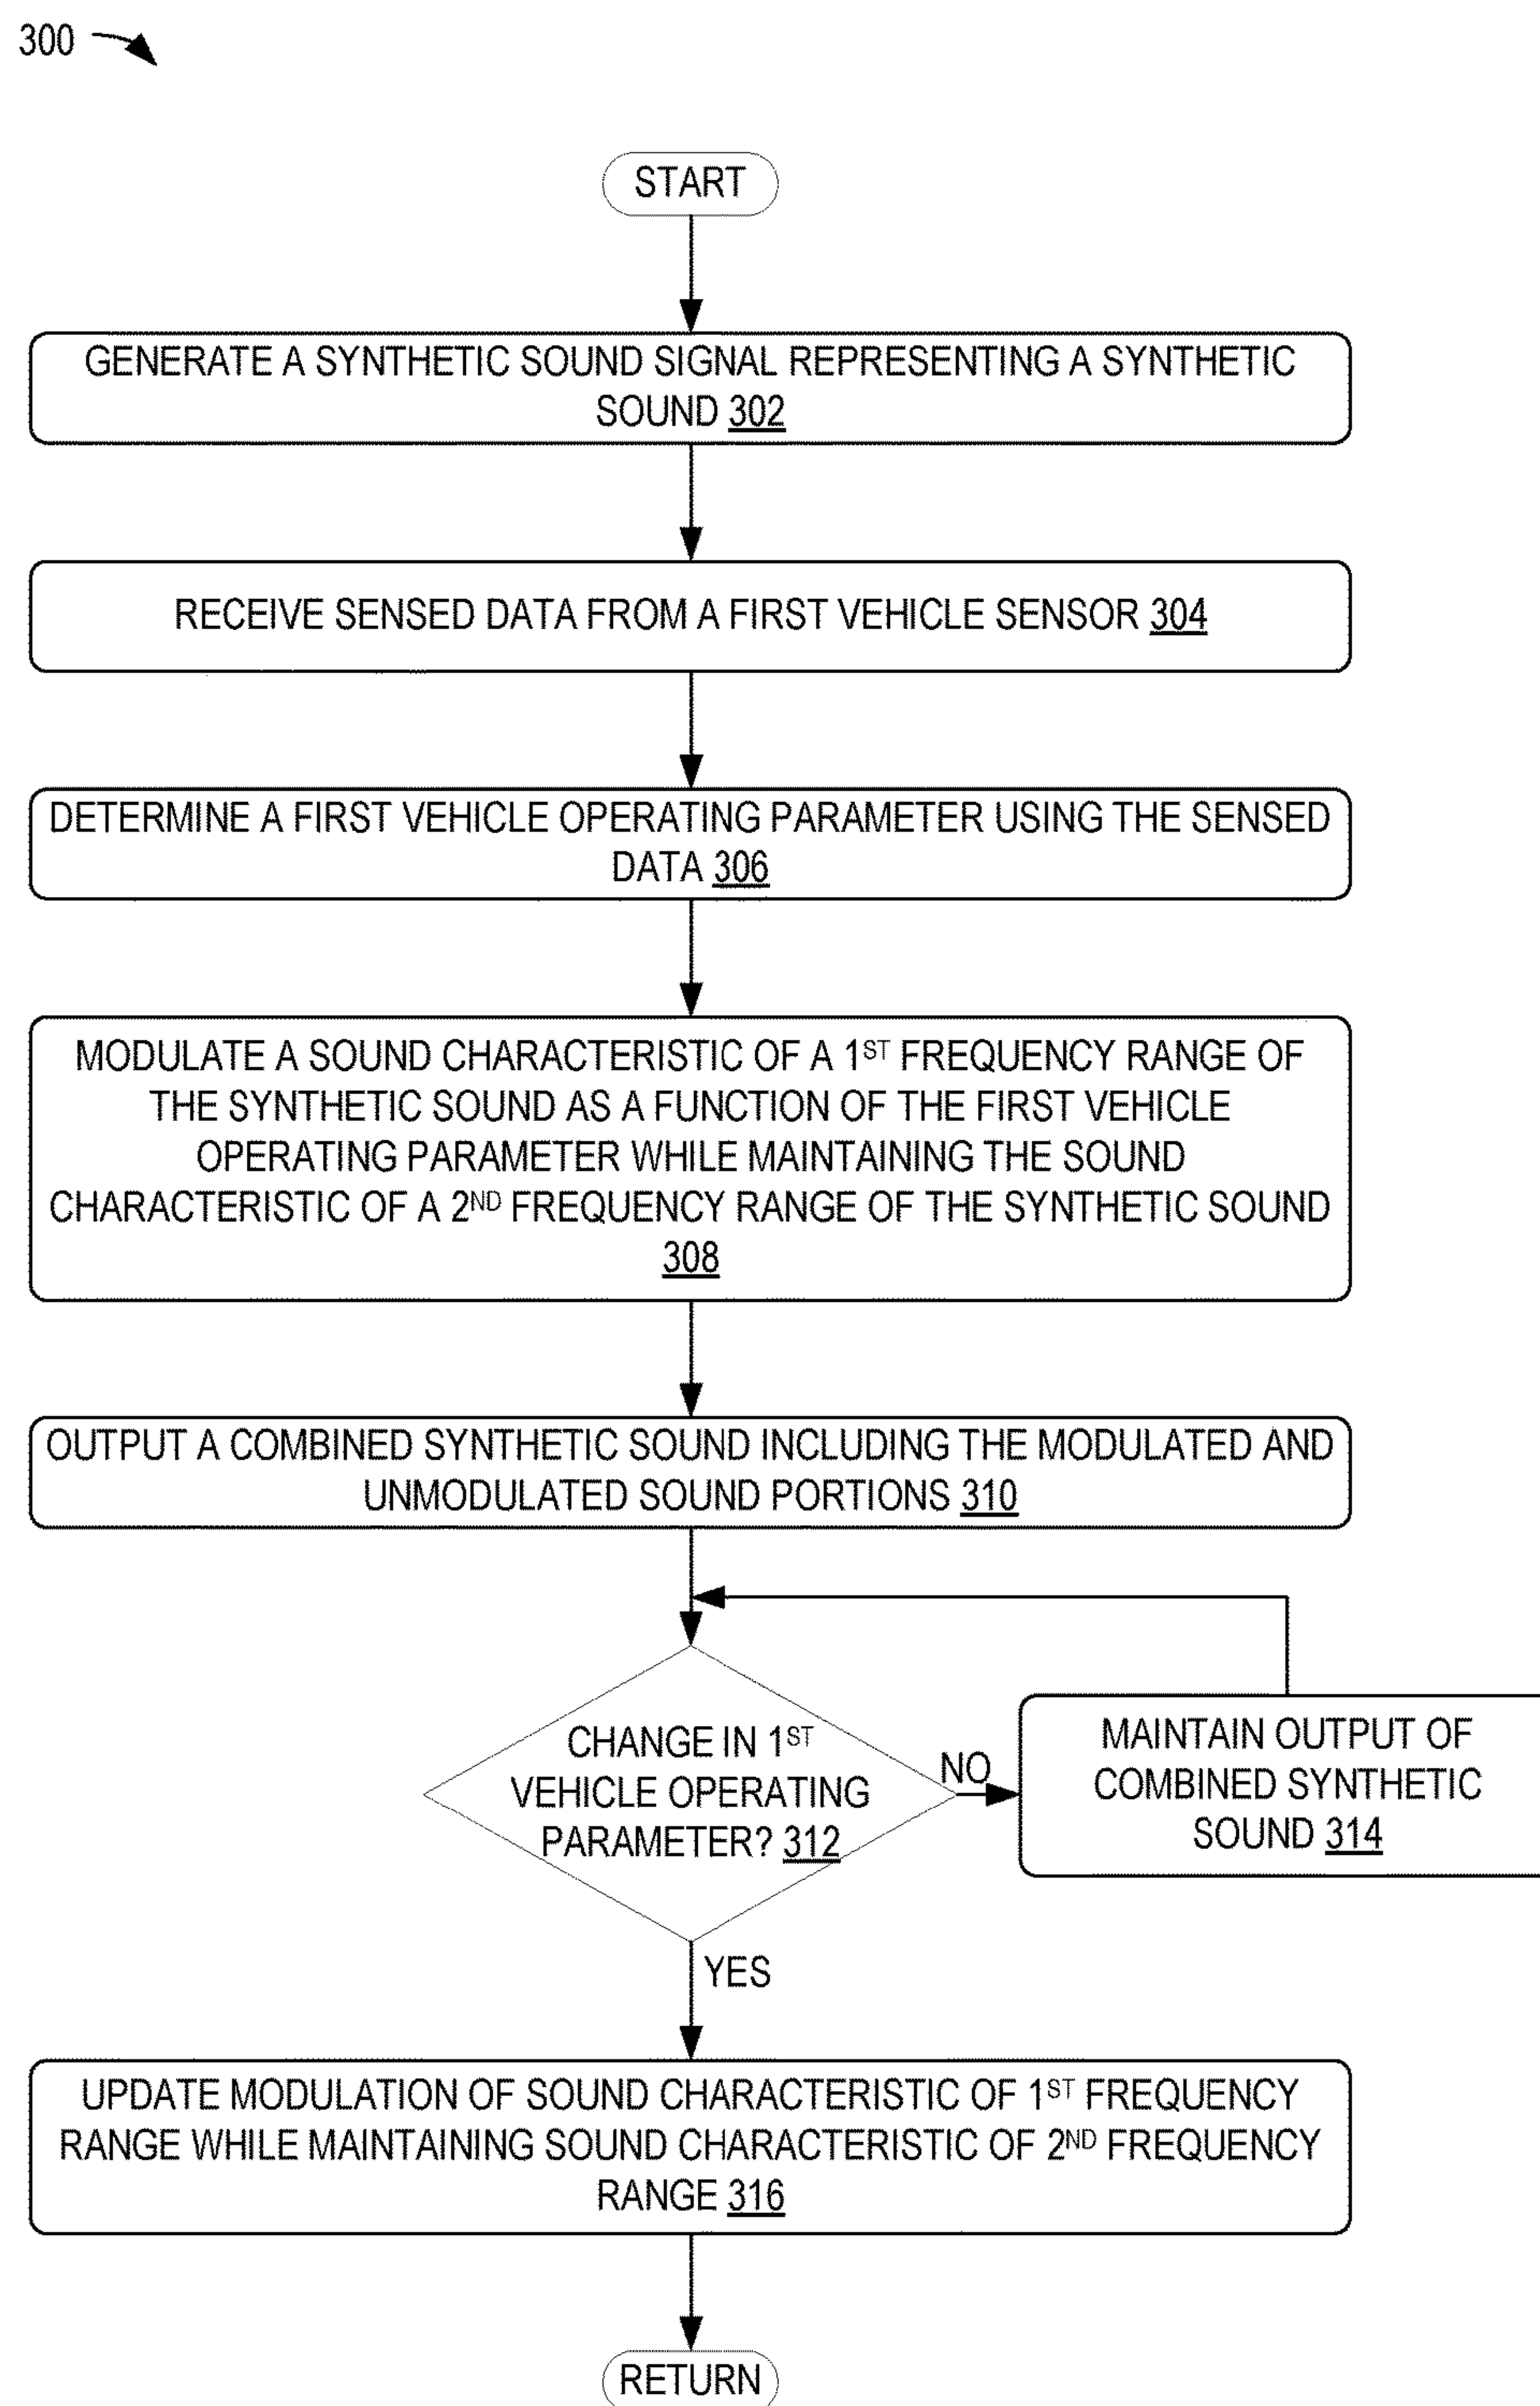 300
START
GENERATE A SYNTHETIC SOUND SIGNAL REPRESENTING A SYNTHETIC
SOUND 302
RECEIVE SENSED DATA FROM A FIRST VEHICLE SENSOR 304
DETERMINE A FIRST VEHICLE OPERATING PARAMETER USING THE SENSED
DATA 306
MODULATE A SOUND CHARACTERISTIC OF A 1ST FREQUENCY RANGE OF
THE SYNTHETIC SOUND AS A FUNCTION OF THE FIRST VEHICLE
OPERATING PARAMETER WHILE MAINTAINING THE SOUND
CHARACTERISTIC OF A 2ND FREQUENCY RANGE OF THE SYNTHETIC SOUND
308
OUTPUT A COMBINED SYNTHETIC SOUND INCLUDING THE MODULATED AND
UNMODULATED SOUND PORTIONS 310
CHANGE IN 1ST
VEHICLE OPERATING
PARAMETER? 312
NO
MAINTAIN OUTPUT OF
COMBINED SYNTHETIC
SOUND 314
YES
UPDATE MODULATION OF SOUND CHARACTERISTIC OF 1ST FREQUENCY
RANGE WHILE MAINTAINING SOUND CHARACTERISTIC OF 2ND FREQUENCY
RANGE 316
RETURN